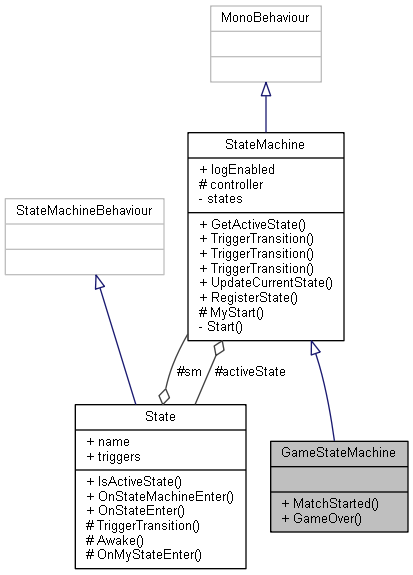 MonoBehaviour
StateMachine
+ logEnabled
# controller
- states
+ GetActiveState()
+ TriggerTransition()
+ TriggerTransition()
+ TriggerTransition()
+ UpdateCurrentState()
+ RegisterState()
# MyStart()
- Start()
StateMachineBehaviour
#sm
#activeState
State
+ name
+ triggers
+ IsActiveState()
+ OnStateMachineEnter()
+ OnStateEnter()
# TriggerTransition()
# Awake()
# OnMyStateEnter()
GameStateMachine
+ MatchStarted()
+ GameOver()